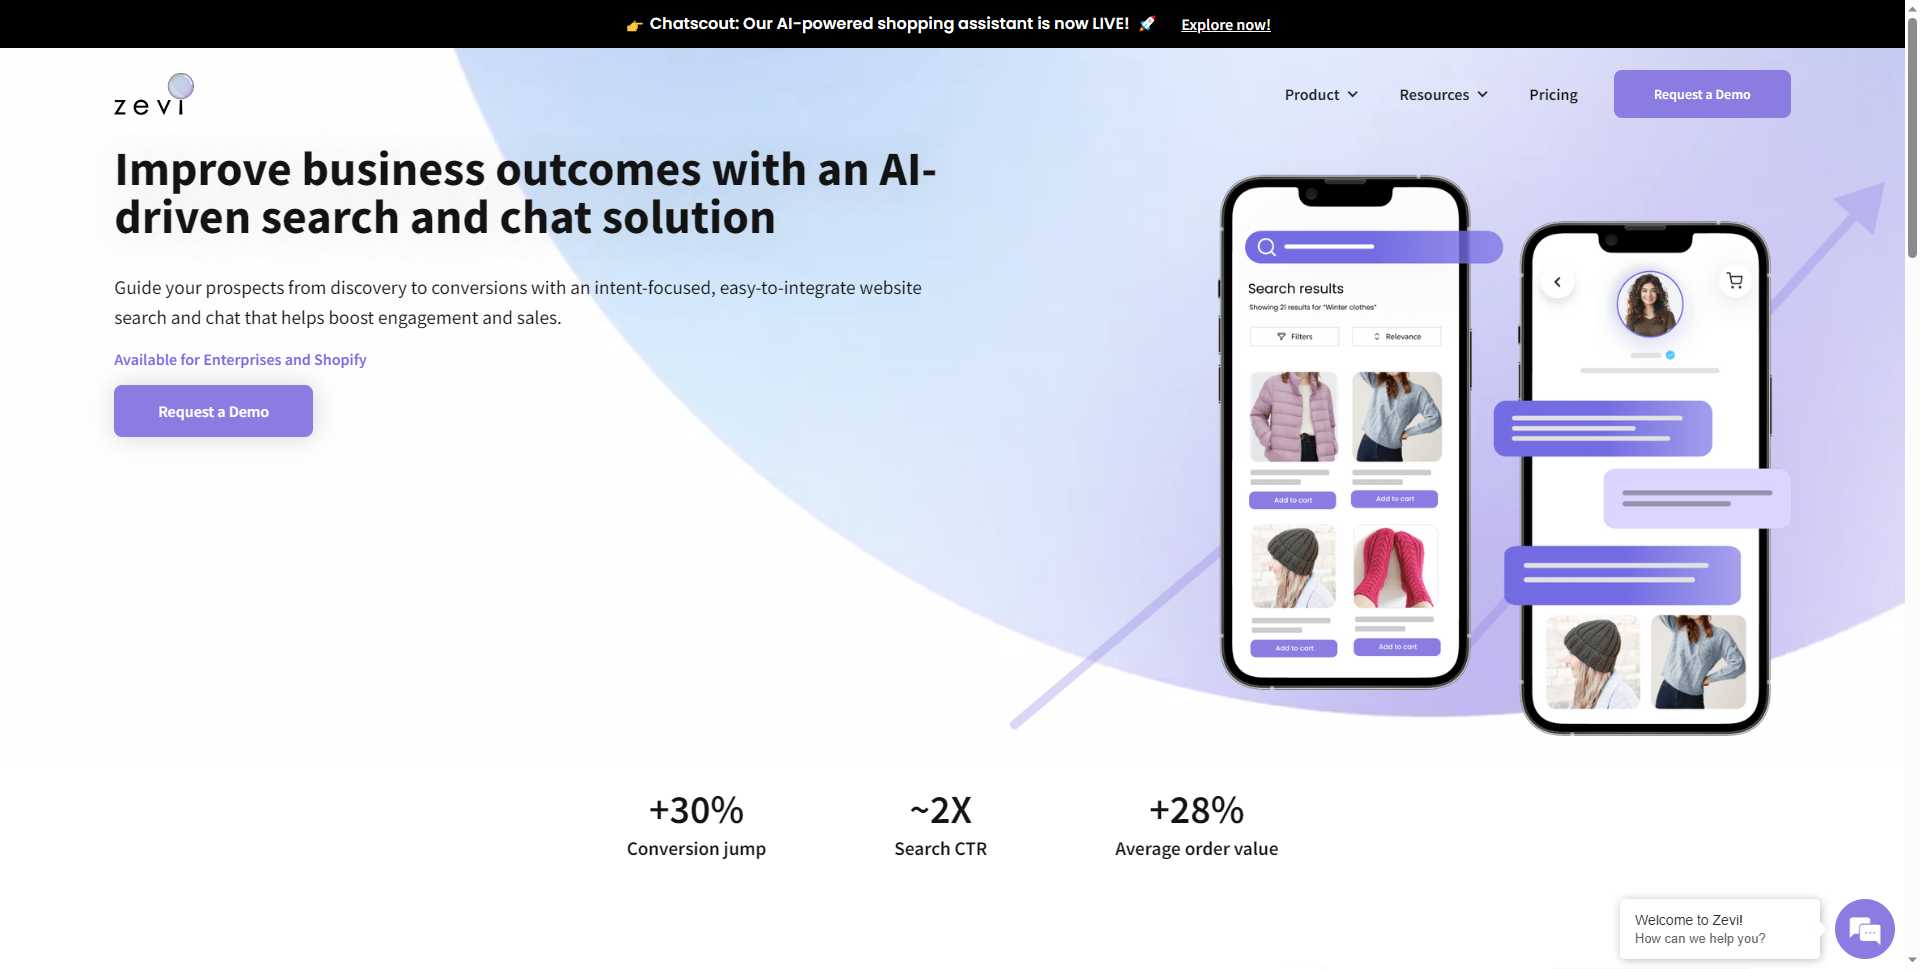 👉 Chatscout: Our AI-powered shopping assistant is now LIVE! 🚀 Explore now!
zevi
Product
Resources
Pricing
Request a Demo
Improve business outcomes with an AI-
driven search and chat solution
Guide your prospects from discovery to conversions with an intent-focused, easy-to-integrate website
search and chat that helps boost engagement and sales.
Available for Enterprises and Shopify
Request a Demo
Search results
Showing 21 results for "Winter clothes"
Filters
Relevance
Add to cart
Add to cart
Add to cart
Add to cart
+30%
Conversion jump
~2X
Search CTR
+28%
Average order value
Welcome to Zevi!
How can we help you?